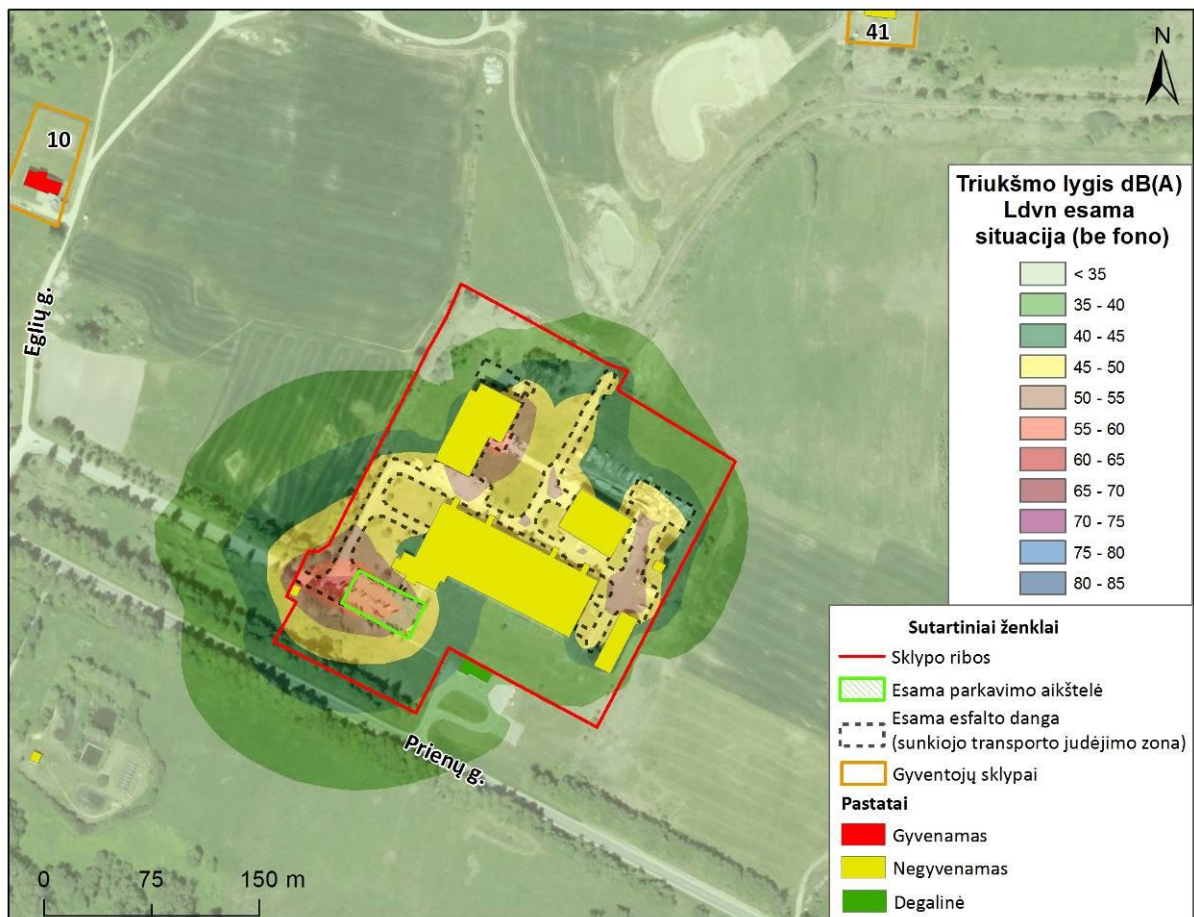 41
N
10
Eglių g.
Prienų g.
0 75 150 m
Triukšmo lygis dB(A)
Ldvn esama
situacija (be fono)
< 35
35 - 40
40 - 45
45 - 50
50 - 55
55 - 60
60 - 65
65 - 70
70 - 75
75 - 80
80 - 85
Sutartiniai ženklai
Sklypo ribos
Esama parkavimo aikštelė
Esama esfalto danga
(sunkiojo transporto judėjimo zona)
Gyventojų sklypai
Pastatai
Gyvenamas
Negyvenamas
Degalinė